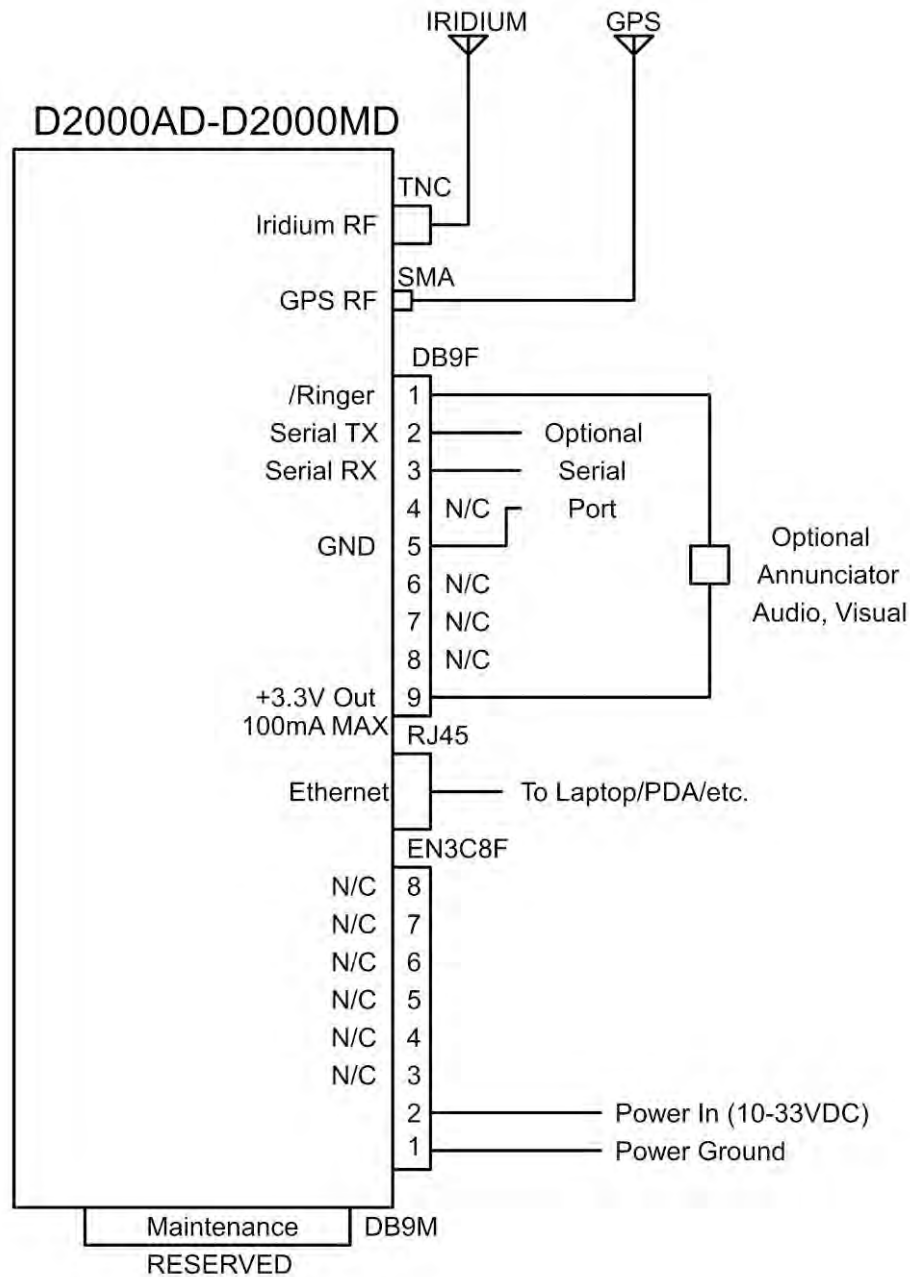 IRIDIUM GPS
D2000AD-D2000MD
TNC
Iridium RF
SMA
GPS RF
DB9F
/Ringer 1
Serial TX 2 Optional
Serial RX 3 Serial
4 N/C Port
GND 5
Optional
6 N/C Annunciator
7 N/C Audio, Visual
8 N/C
+3.3V Out 9
100mA MAX
RJ45
Ethernet To Laptop/PDA/etc.
EN3C8F
N/C 8
N/C 7
N/C 6
N/C 5
N/C 4
N/C 3
2 Power In (10-33VDC)
1 Power Ground
Maintenance DB9M
RESERVED